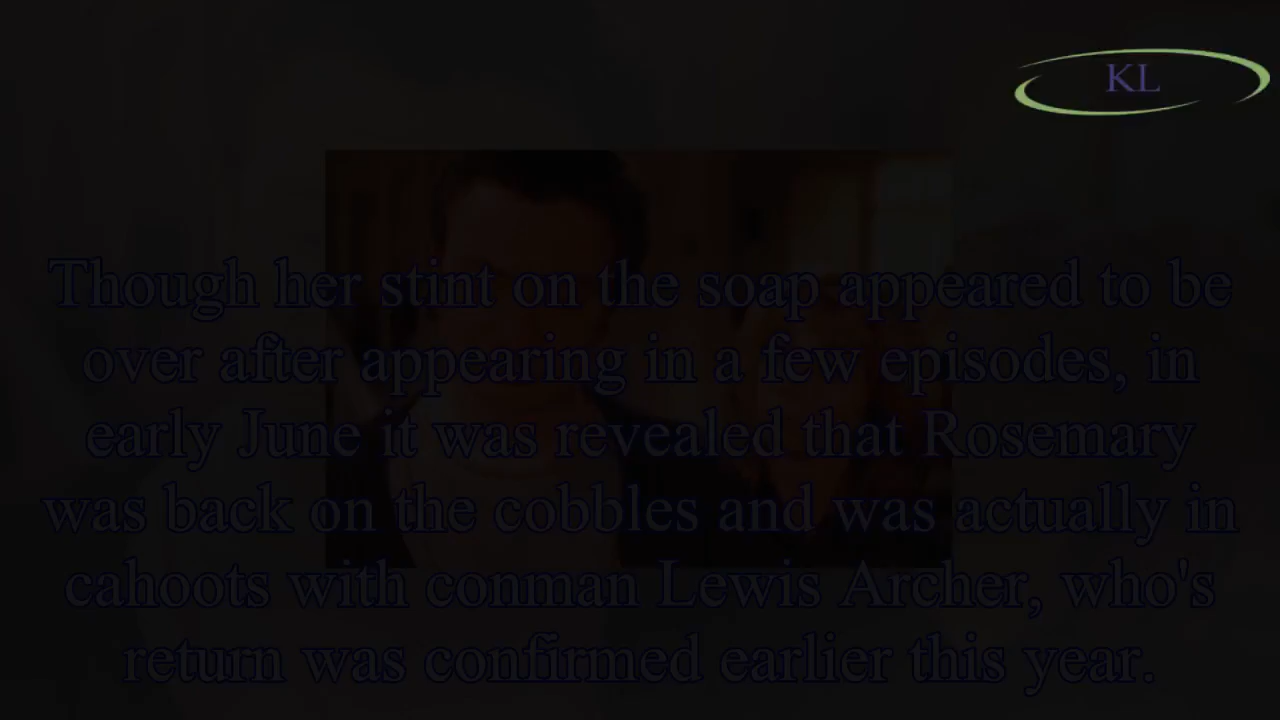 KL
Though her stint on the soap appeared to be
over after appearing in a few episodes, in
early June it was revealed that Rosemary
was back on the cobbles and was actually in
cahoots with conman Lewis Archer, who's
return was confirmed earlier this year.